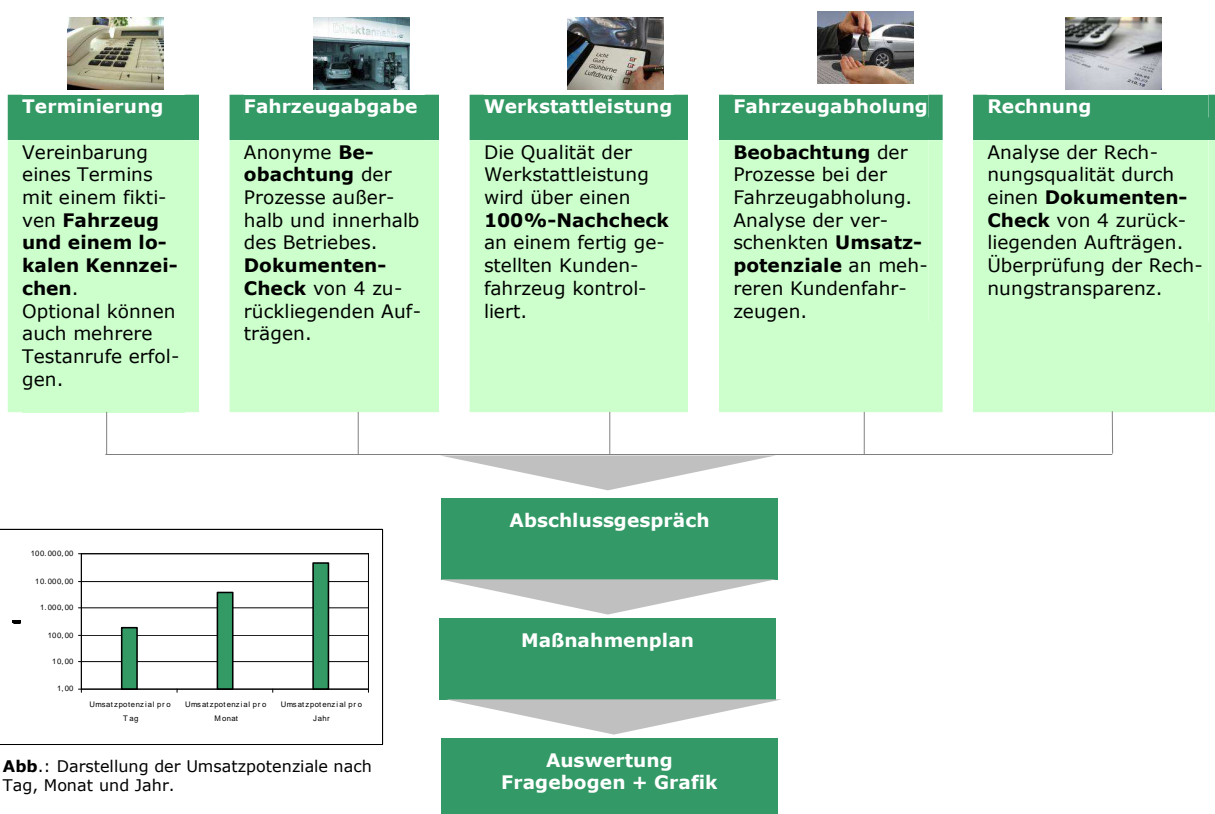 Direktannahme
Licht
Gurt
Glühbirne
Luftdruck
210.10
Terminierung
Vereinbarung
eines Termins
mit einem fikti-
ven Fahrzeug
und einem lo-
kalen Kennzei-
chen.
Optional können
auch mehrere
Testanrufe erfol-
gen.
Fahrzeugabgabe
Anonyme Be-
obachtung der
Prozesse außer-
halb und innerhalb
des Betriebes.
Dokumenten-
Check von 4 zu-
rückliegenden Auf-
trägen.
Werkstattleistung
Die Qualität der
Werkstattleistung
wird über einen
100%-Nachcheck
an einem fertig ge-
stellten Kunden-
fahrzeug kontrol-
liert.
Fahrzeugabholung
Beobachtung der
Prozesse bei der
Fahrzeugabholung.
Analyse der ver-
schenkten Umsatz-
potenziale an meh-
reren Kundenfahr-
zeugen.
Rechnung
Analyse der Rech-
nungsqualität durch
einen Dokumenten-
Check von 4 zurück-
liegenden Aufträgen.
Überprüfung der Rech-
nungstransparenz.
Abschlussgespräch
Maßnahmenplan
Auswertung
Fragebogen + Grafik
100.000,00
10.000,00
1.000,00
100,00
10,00
1,00
Umsatzpotenzial pro
Tag
Umsatzpotenzial pro
Monat
Umsatzpotenzial pro
Jahr
Abb.: Darstellung der Umsatzpotenziale nach
Tag, Monat und Jahr.